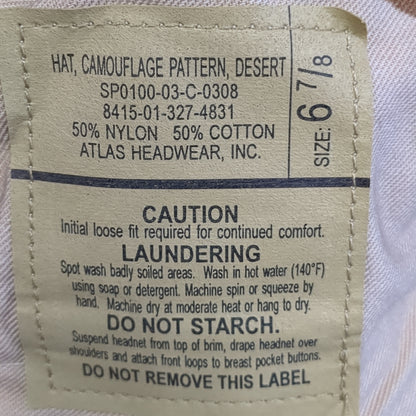 HAT, CAMOUFLAGE PATTERN, DESERT
SP0100-03-C-0308
8415-01-327-4831
50% NYLON 50% COTTON
ATLAS HEADWEAR, INC.
SIZE: 6 7/8
CAUTION
Initial loose fit required for continued comfort.
LAUNDERING
Spot wash badly soiled areas. Wash in hot water (140°F)
using soap or detergent. Machine spin or squeeze by
hand. Machine dry at moderate heat or hang to dry.
DO NOT STARCH.
Suspend headnet from top of brim, drape headnet over
shoulders and attach front loops to breast pocket buttons.
DO NOT REMOVE THIS LABEL